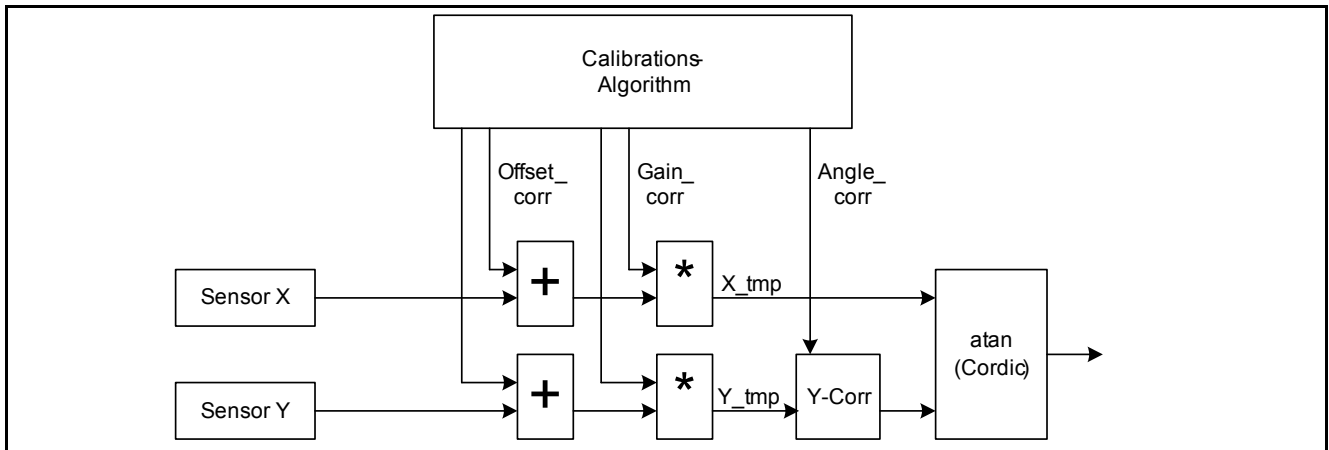 Calibrations-
Algorithm
Offset_
corr
Gain_
corr
Angle_
corr
Sensor X
+
*
X_tmp
atan
(Cordic)
Sensor Y
+
*
Y_tmp
Y-Corr